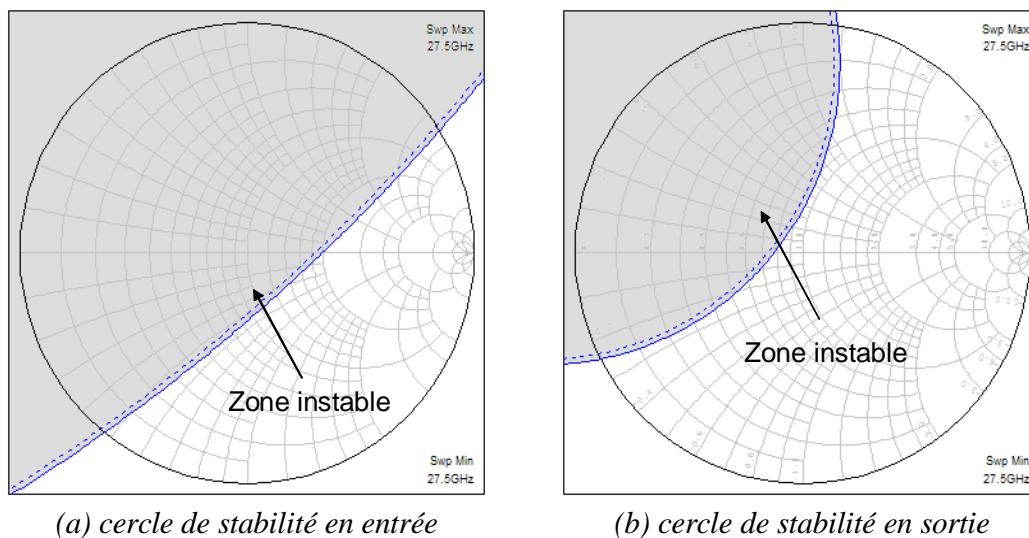 Swp Max
27.5GHz
Zone instable
Swp Min
27.5GHz
(a) cercle de stabilité en entrée
Swp Max
27.5GHz
Zone instable
Swp Min
27.5GHz
(b) cercle de stabilité en sortie